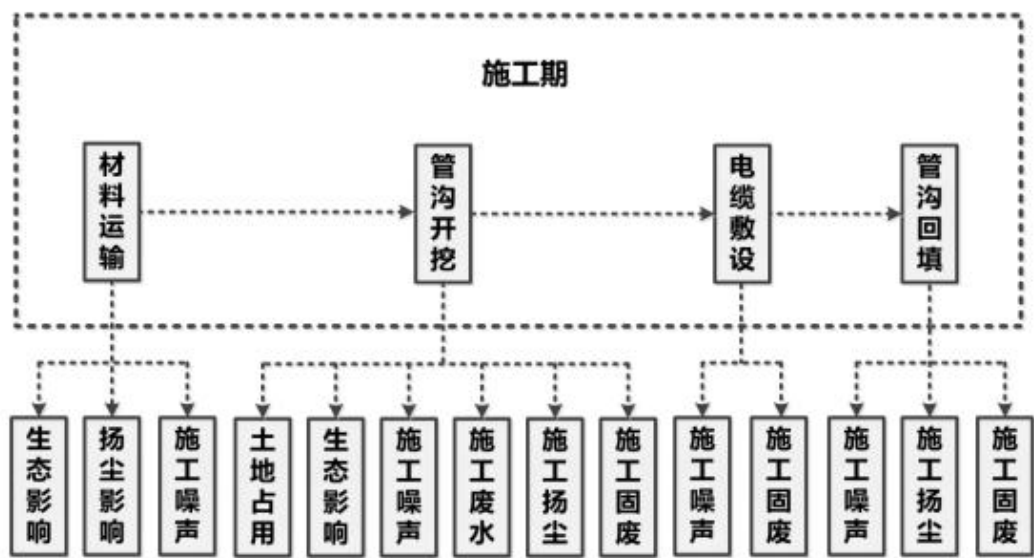 施工期
材料运输
管沟开挖
电缆敷设
管沟回填
生态影响
扬尘影响
施工噪声
土地占用
生态影响
施工噪声
施工废水
施工扬尘
施工固废
施工噪声
施工固废
施工噪声
施工扬尘
施工固废